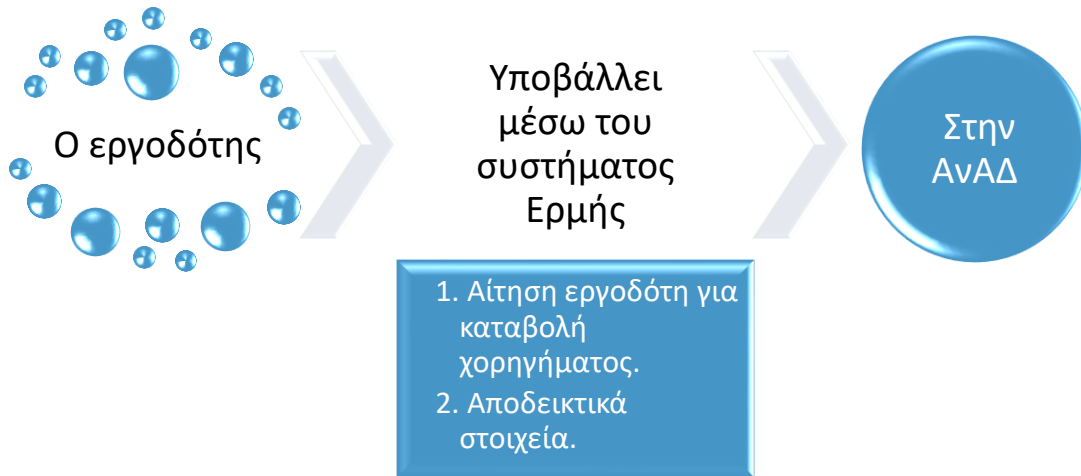 Ο εργοδότης
Υποβάλλει
μέσω του
συστήματος
Ερμής
Στην
ΑνΑΔ
1. Αίτηση εργοδότη για
καταβολή
χορηγήματος.
2. Αποδεικτικά
στοιχεία.